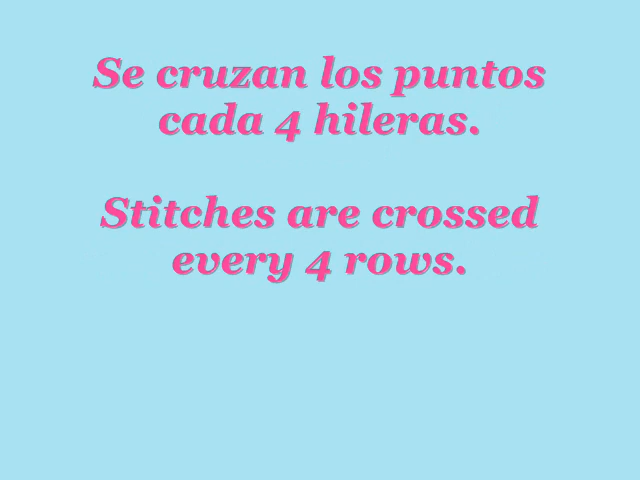 Se cruzan los puntos
cada 4 hileras.
Stitches are crossed
every 4 rows.